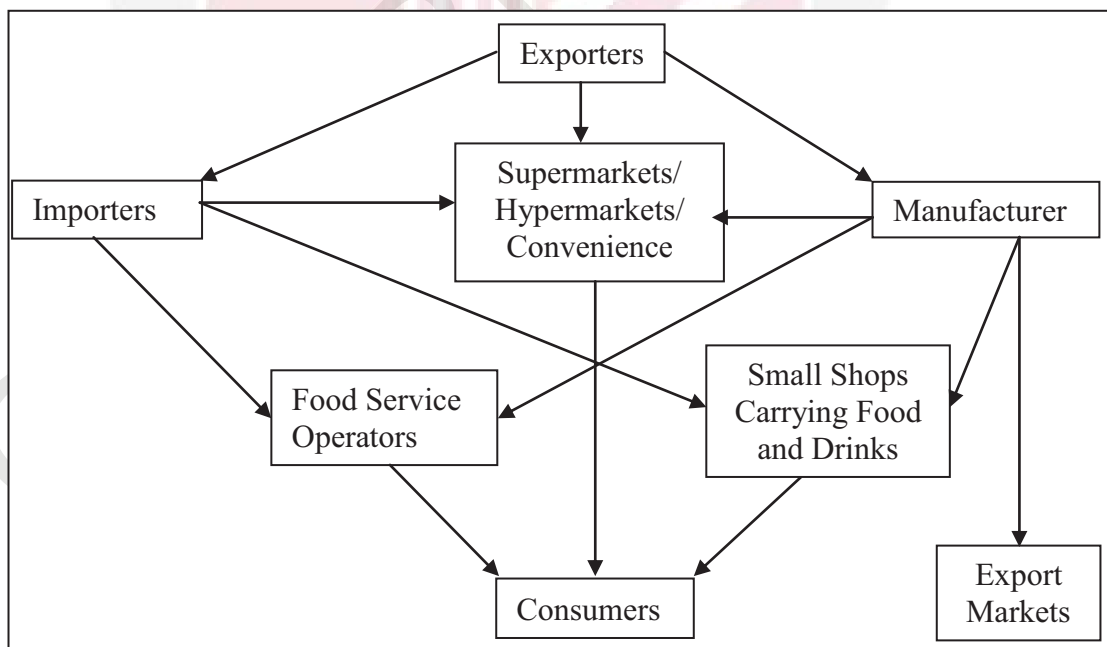 Exporters
Supermarkets/
Hypermarkets/
Convenience
Importers
Manufacturer
Food Service
Operators
Small Shops
Carrying Food
and Drinks
Consumers
Export
Markets